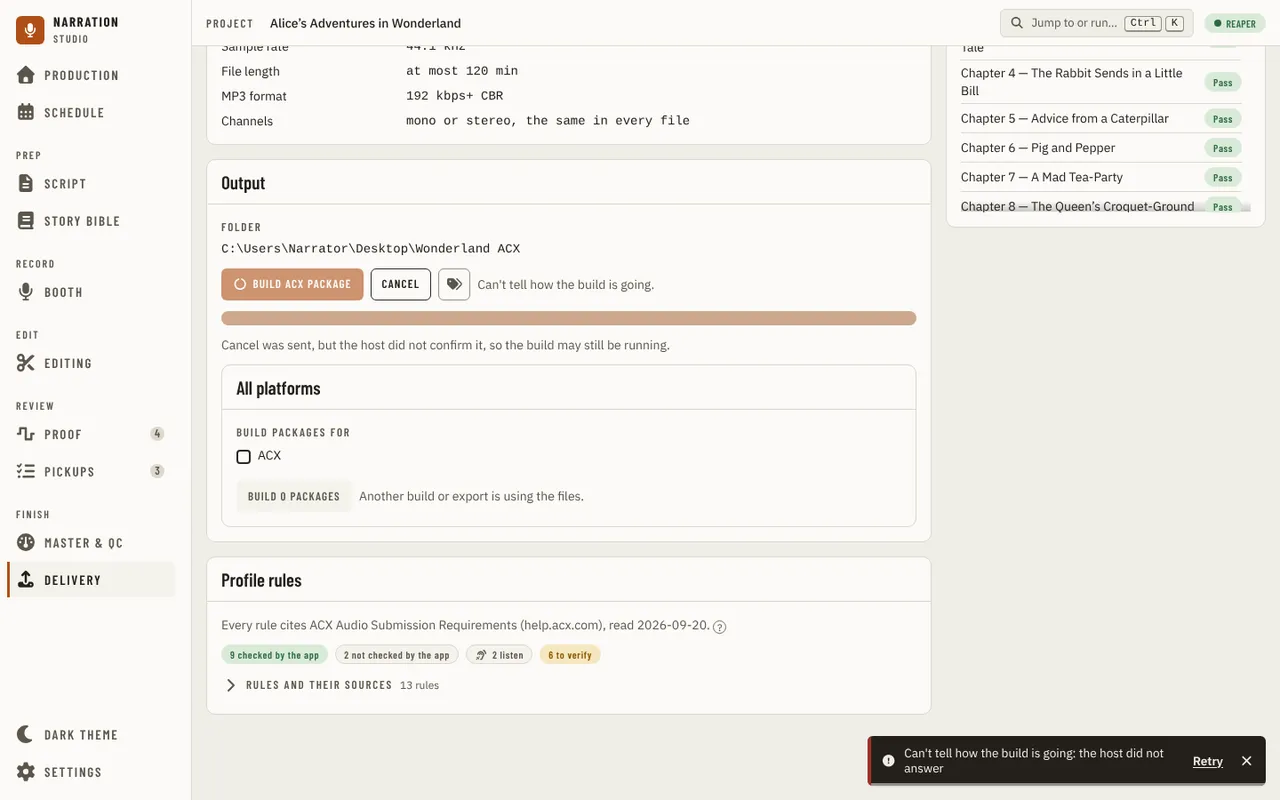 NARRATION
STUDIO
PRODUCTION
SCHEDULE
PREP
SCRIPT
STORY BIBLE
RECORD
BOOTH
EDIT
EDITING
REVIEW
PROOF 4
PICKUPS 3
FINISH
MASTER & QC
DELIVERY
DARK THEME
SETTINGS
PROJECT Alice's Adventures in Wonderland
Jump to or run... Ctrl K
REAPER
Sample rate 44.1 kHz
File length at most 120 min
MP3 format 192 kbps+ CBR
Channels mono or stereo, the same in every file
Output
FOLDER
C:\Users\Narrator\Desktop\Wonderland ACX
BUILD ACX PACKAGE CANCEL Can't tell how the build is going.
Cancel was sent, but the host did not confirm it, so the build may still be running.
All platforms
BUILD PACKAGES FOR
ACX
BUILD 0 PACKAGES Another build or export is using the files.
Profile rules
Every rule cites ACX Audio Submission Requirements (help.acx.com), read 2026-09-20. ?
9 checked by the app 2 not checked by the app 2 listen 6 to verify
RULES AND THEIR SOURCES 13 rules
Tale
Chapter 4 — The Rabbit Sends in a Little
Bill Pass
Chapter 5 — Advice from a Caterpillar Pass
Chapter 6 — Pig and Pepper Pass
Chapter 7 — A Mad Tea-Party Pass
Chapter 8 — The Queen's Croquet-Ground Pass
Can't tell how the build is going: the host did not
answer
Retry